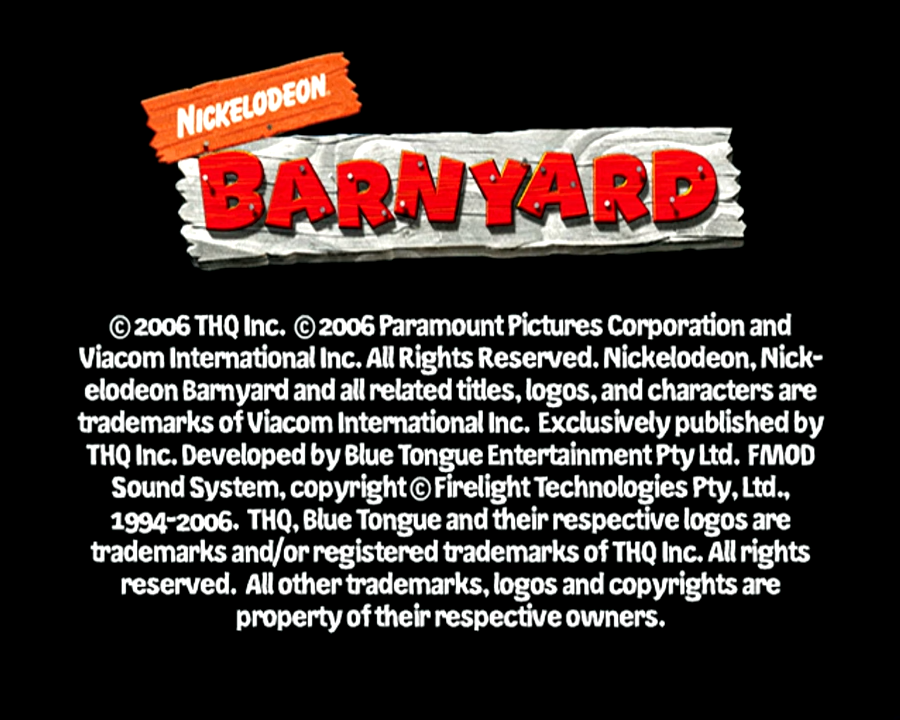 NICKELODEON
BARNYARD
© 2006 THQ Inc. © 2006 Paramount Pictures Corporation and
Viacom International Inc. All Rights Reserved. Nickelodeon, Nick-
elodeon Barnyard and all related titles, logos, and characters are
trademarks of Viacom International Inc. Exclusively published by
THQ Inc. Developed by Blue Tongue Entertainment Pty Ltd. FMOD
Sound System, copyright © Firelight Technologies Pty, Ltd.,
1994-2006. THQ, Blue Tongue and their respective logos are
trademarks and/or registered trademarks of THQ Inc. All rights
reserved. All other trademarks, logos and copyrights are
property of their respective owners.